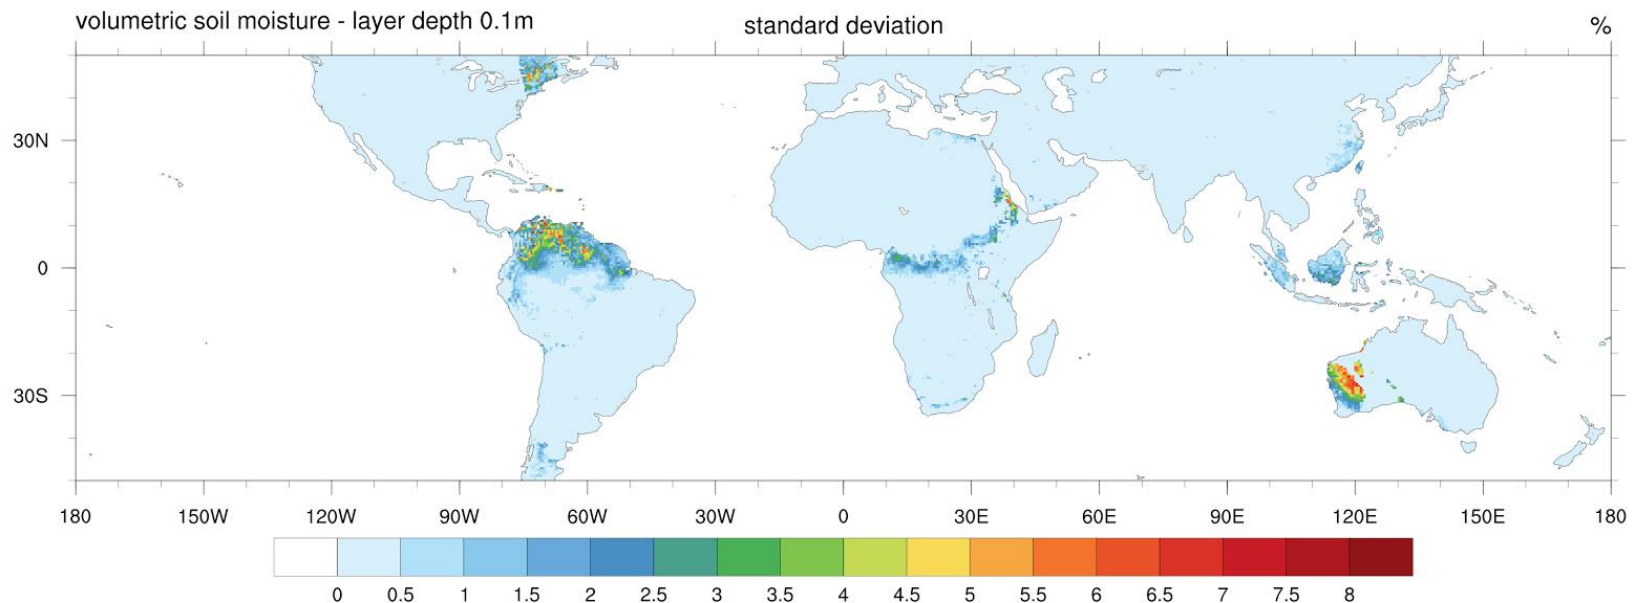 volumetric soil moisture - layer depth 0.1m standard deviation %
30N
0
30S
180 150W 120W 90W 60W 30W 0 30E 60E 90E 120E 150E 180
0 0.5 1 1.5 2 2.5 3 3.5 4 4.5 5 5.5 6 6.5 7 7.5 8